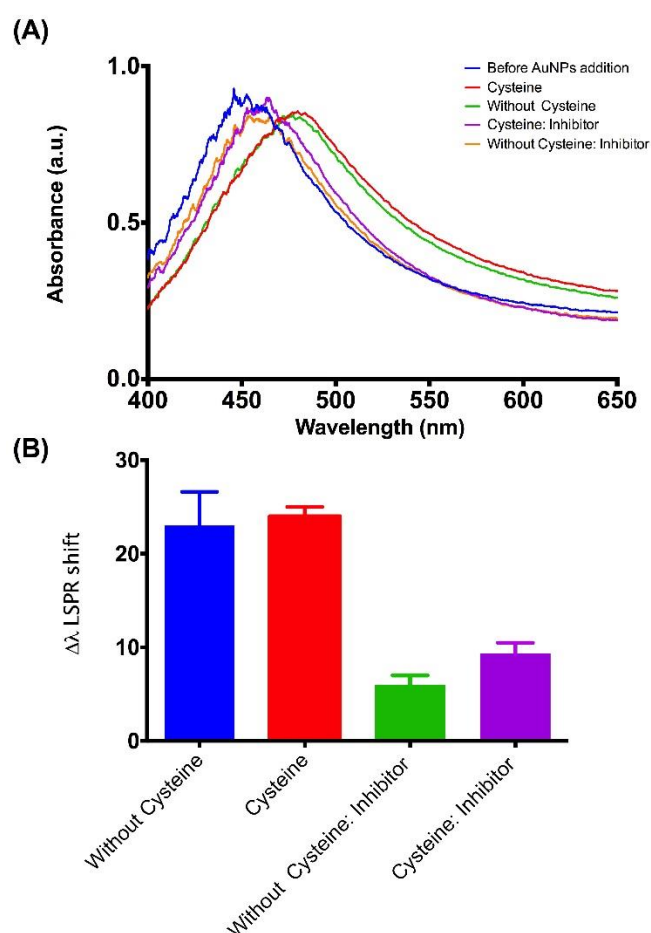 (A)
Before AuNPs addition
Cysteine
Without Cysteine
Cysteine: Inhibitor
Without Cysteine: Inhibitor
Absorbance (a.u.)
1.0
0.5
0.0
400 450 500 550 600 650
Wavelength (nm)
(B)
Δλ LSPR shift
30
20
10
0
Without Cysteine
Cysteine
Without Cysteine: Inhibitor
Cysteine: Inhibitor